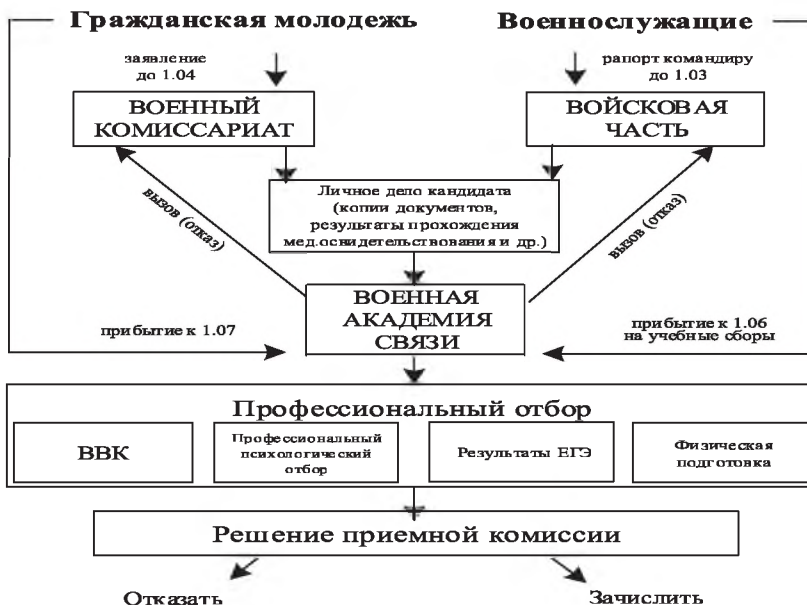 Гражданская молодежь
Военнослужащие
заявление
до 1.04
рапорт командиру
до 1.03
ВОЕННЫЙ
КОМИССАРИАТ
ВОЙСКОВАЯ
ЧАСТЬ
вызов (отказ)
Личное дело кандидата
(копии документов,
результаты прохождения
мед.освидетельствования и др.)
вызов (отказ)
ВОЕННАЯ
АКАДЕМИЯ
СВЯЗИ
прибытие к 1.07
прибытие к 1.06
на учебные сборы
Профессиональный отбор
ВВК
Профессиональный
психологический
отбор
Результаты ЕГЭ
Физическая
подготовка
Решение приемной комиссии
Отказать
Зачислить